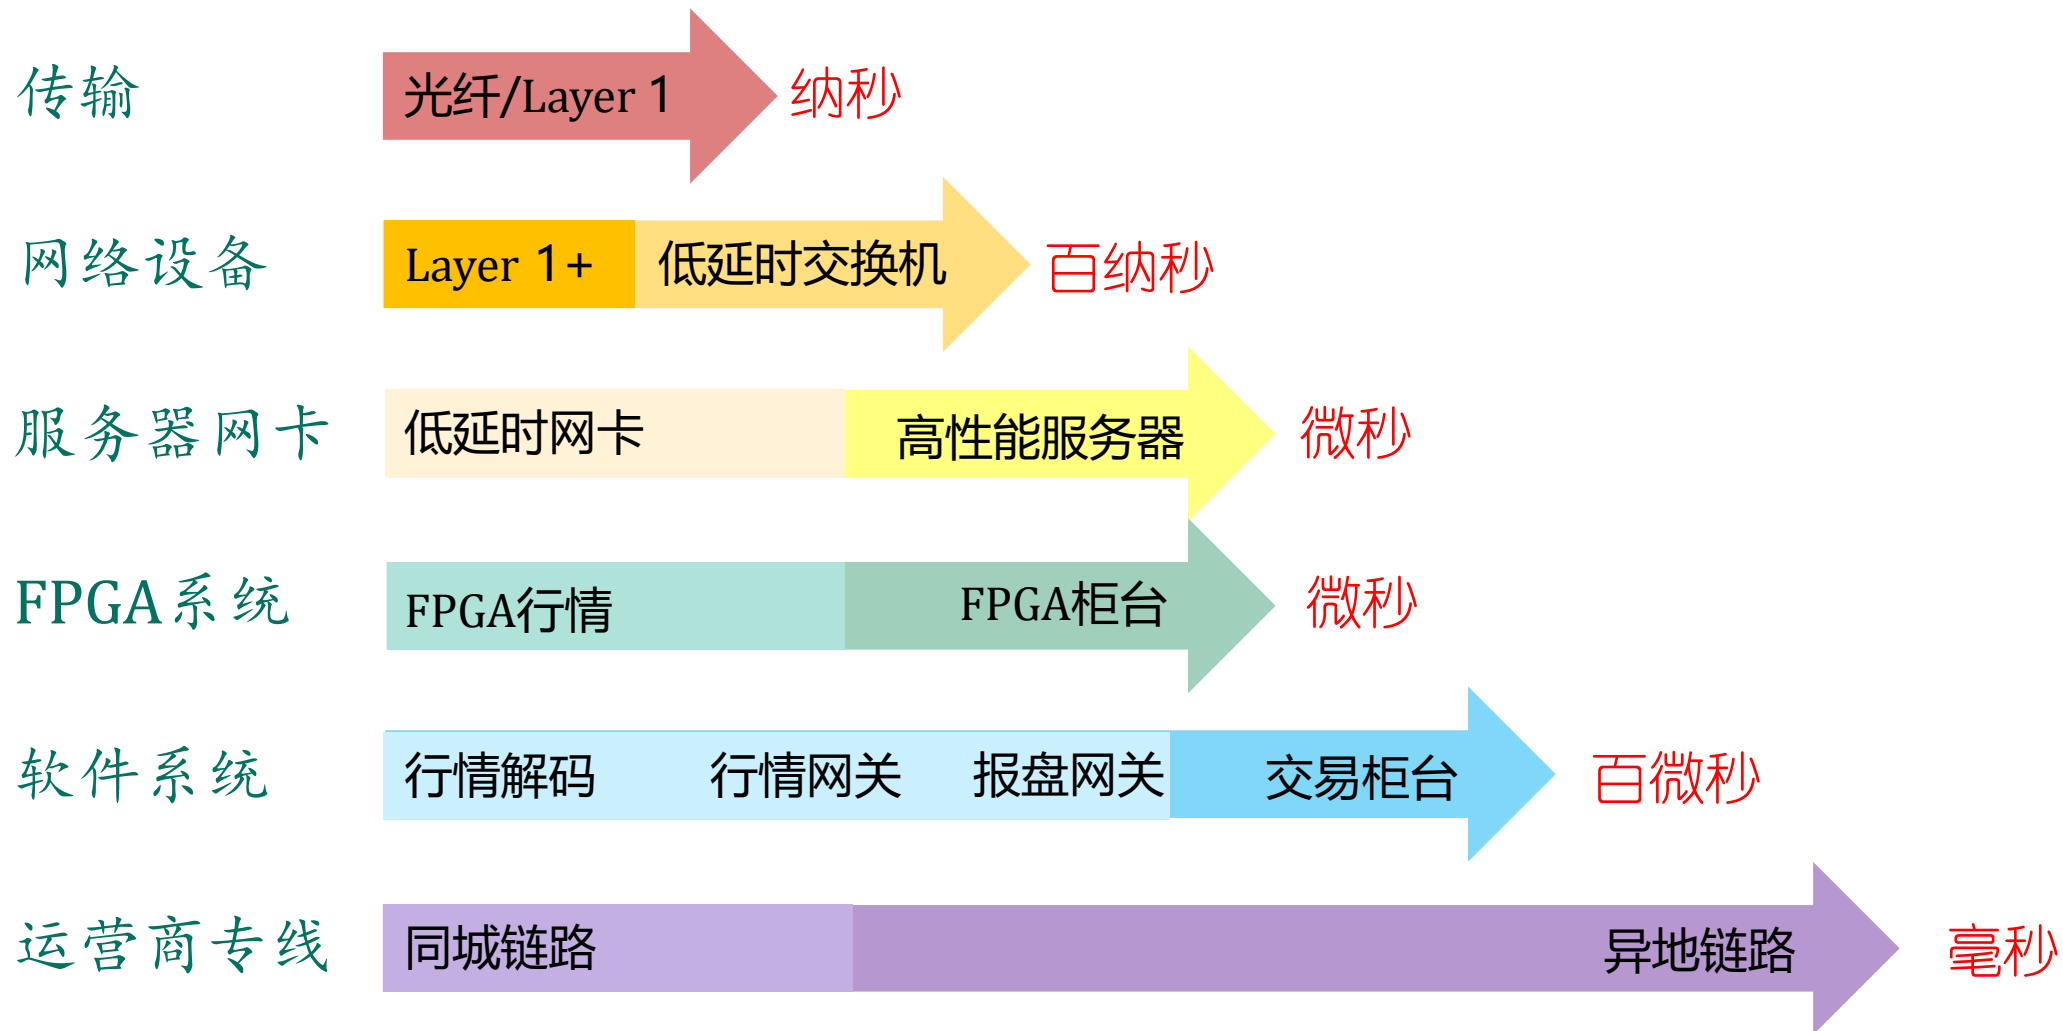 传输 光纤/Layer 1 纳秒
网络设备 Layer 1+ 低延时交换机 百纳秒
服务器网卡 低延时网卡 高性能服务器 微秒
FPGA系统 FPGA行情 FPGA柜台 微秒
软件系统 行情解码 行情网关 报盘网关 交易柜台 百微秒
运营商专线 同城链路 异地链路 毫秒